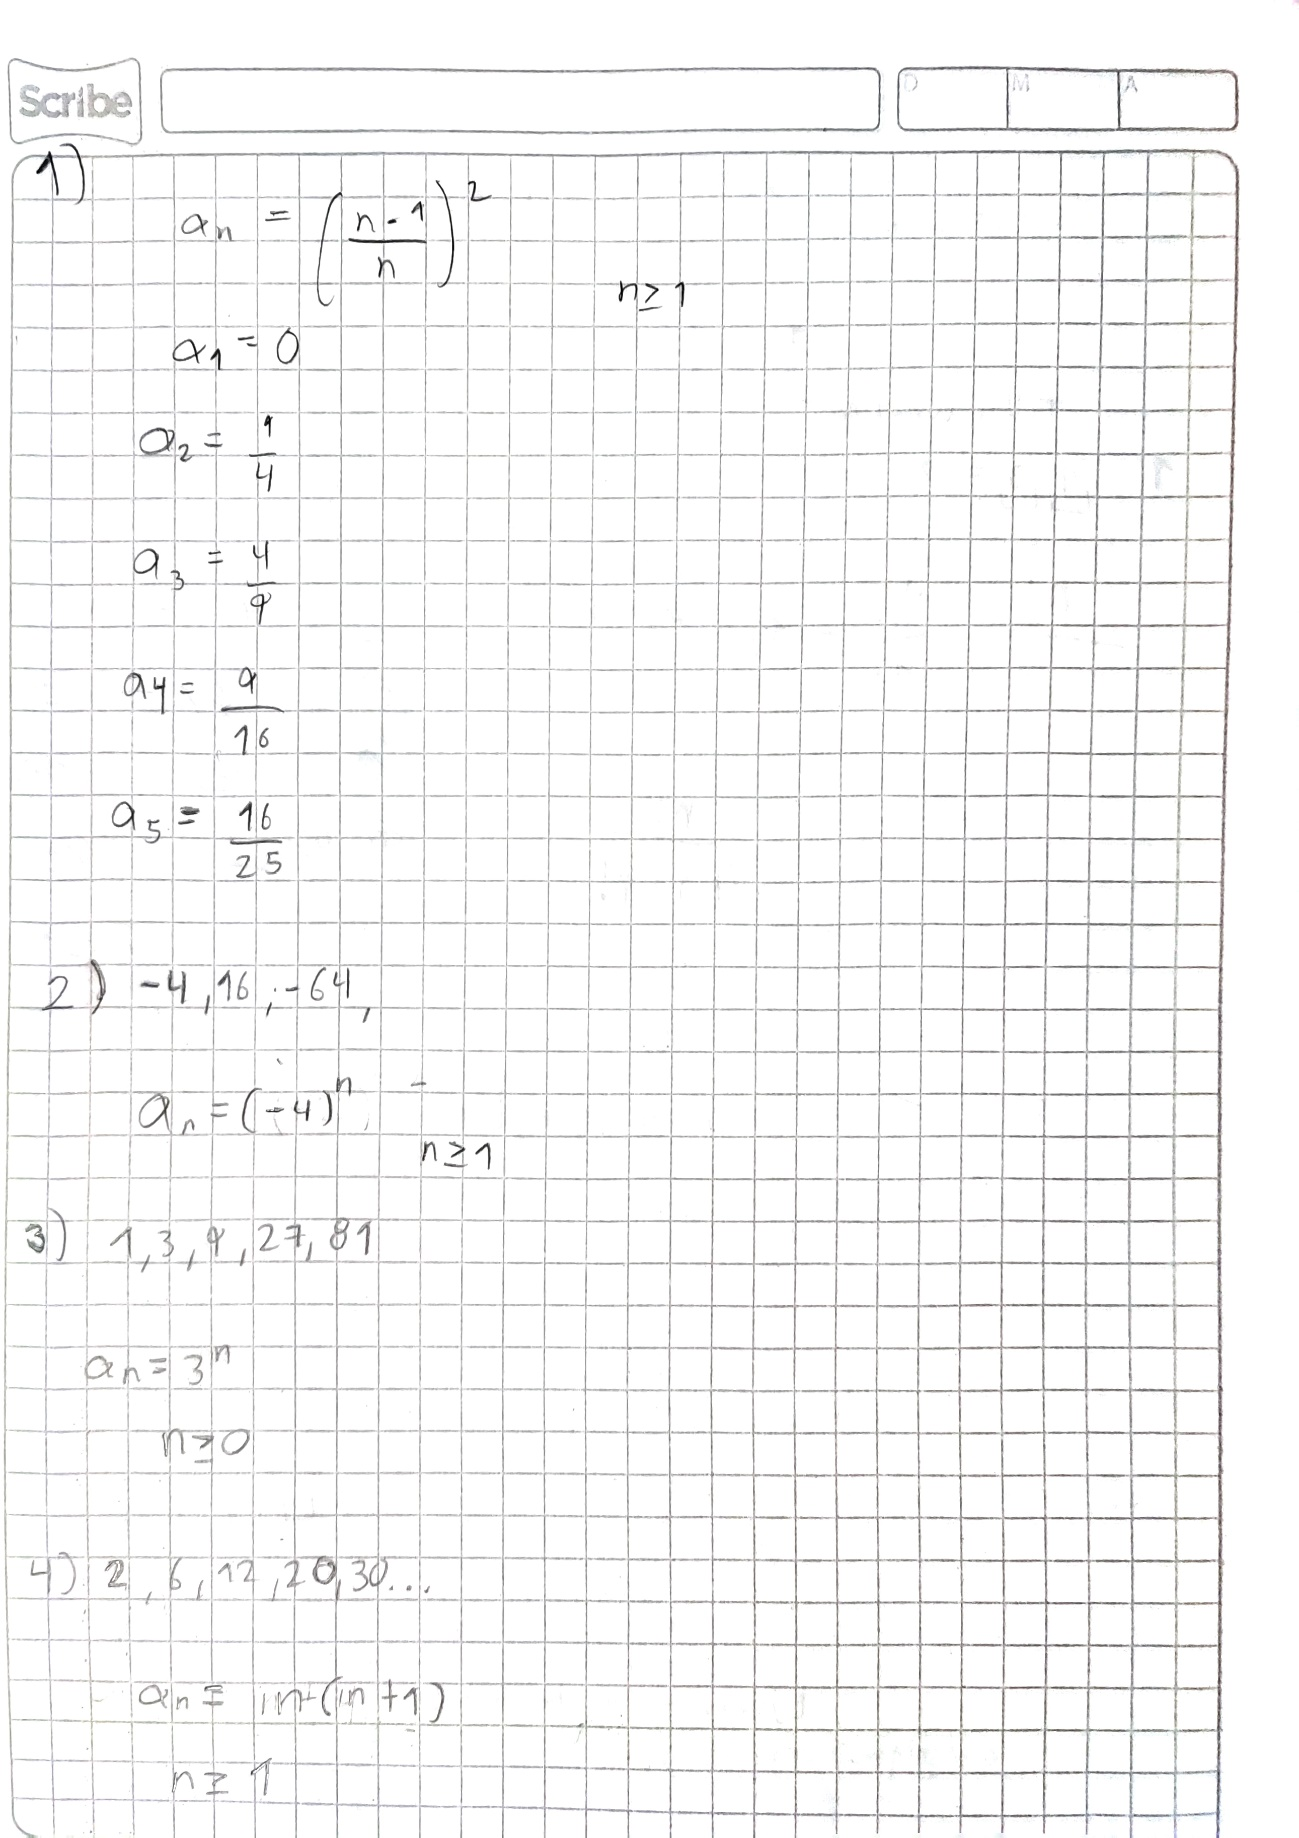 Scribe
D M A
1)
aₙ = ((n-1)/n)²
n ≥ 1
a₁ = 0
a₂ = 1/4
a₃ = 4/9
a₄ = 9/16
a₅ = 16/25
2) -4, 16, -64,
aₙ = (-4)ⁿ
n ≥ 1
3) 1, 3, 9, 27, 81
aₙ = 3ⁿ
n ≥ 0
4) 2, 6, 12, 20, 30...
aₙ = n(n+1)
n ≥ 1